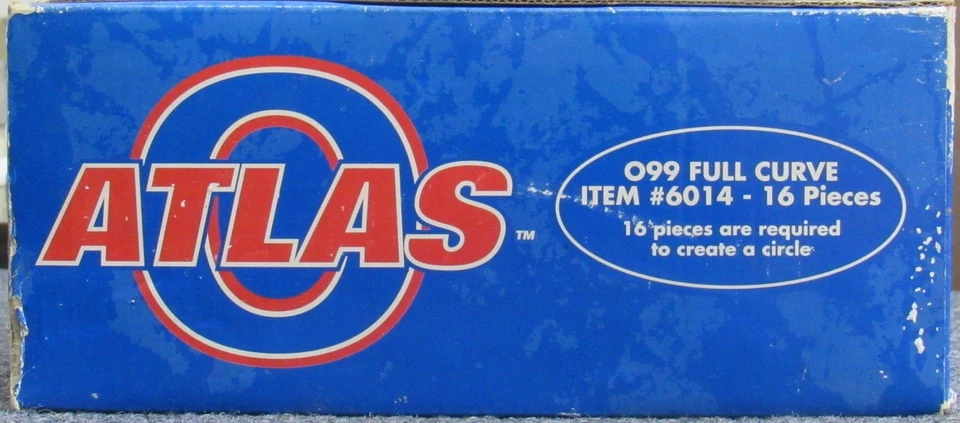 O
ATLAS™
O99 FULL CURVE
ITEM #6014 - 16 Pieces
16 pieces are required
to create a circle